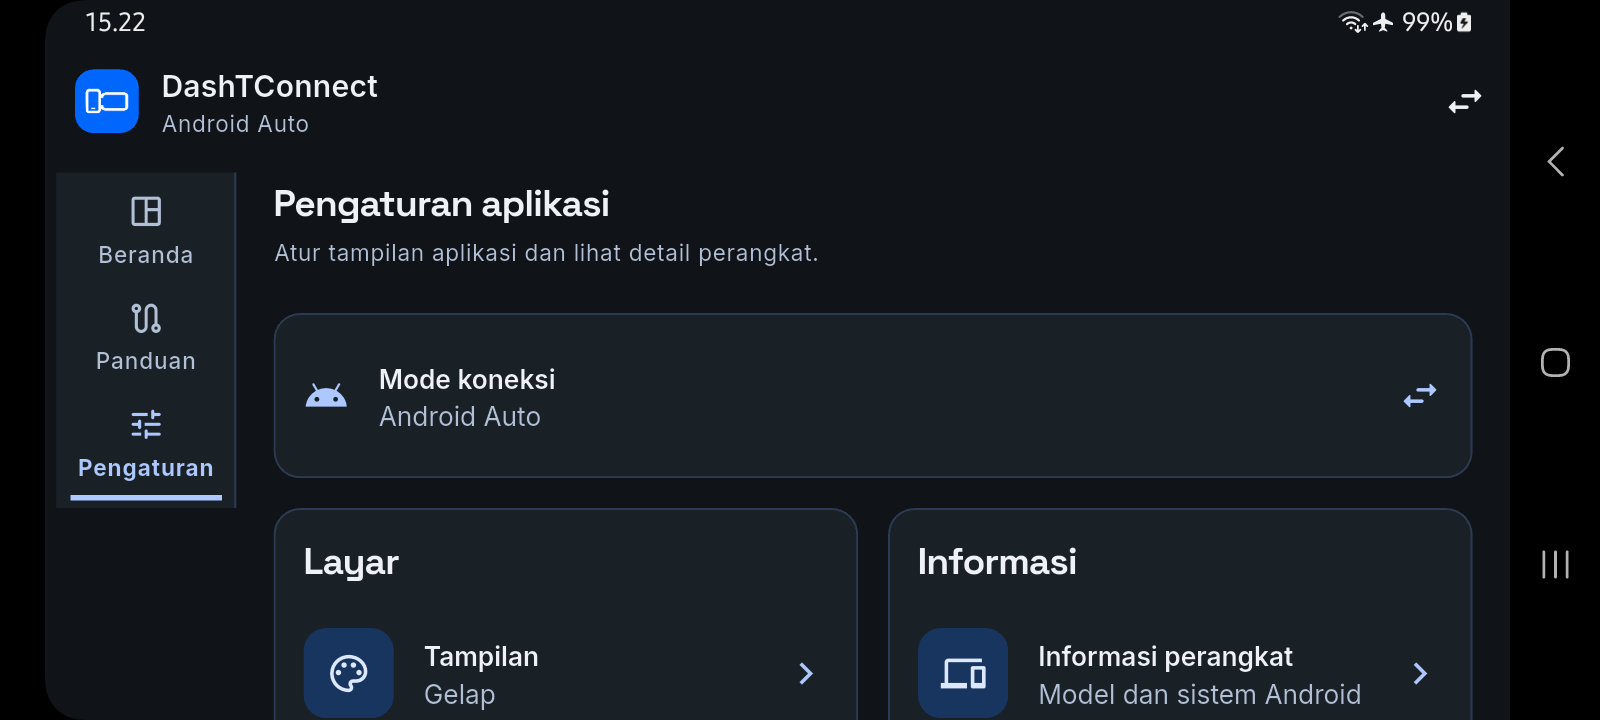 15.22
99%
DashTConnect
Android Auto
Beranda
Panduan
Pengaturan
Pengaturan aplikasi
Atur tampilan aplikasi dan lihat detail perangkat.
Mode koneksi
Android Auto
Layar
Tampilan
Gelap
Informasi
Informasi perangkat
Model dan sistem Android